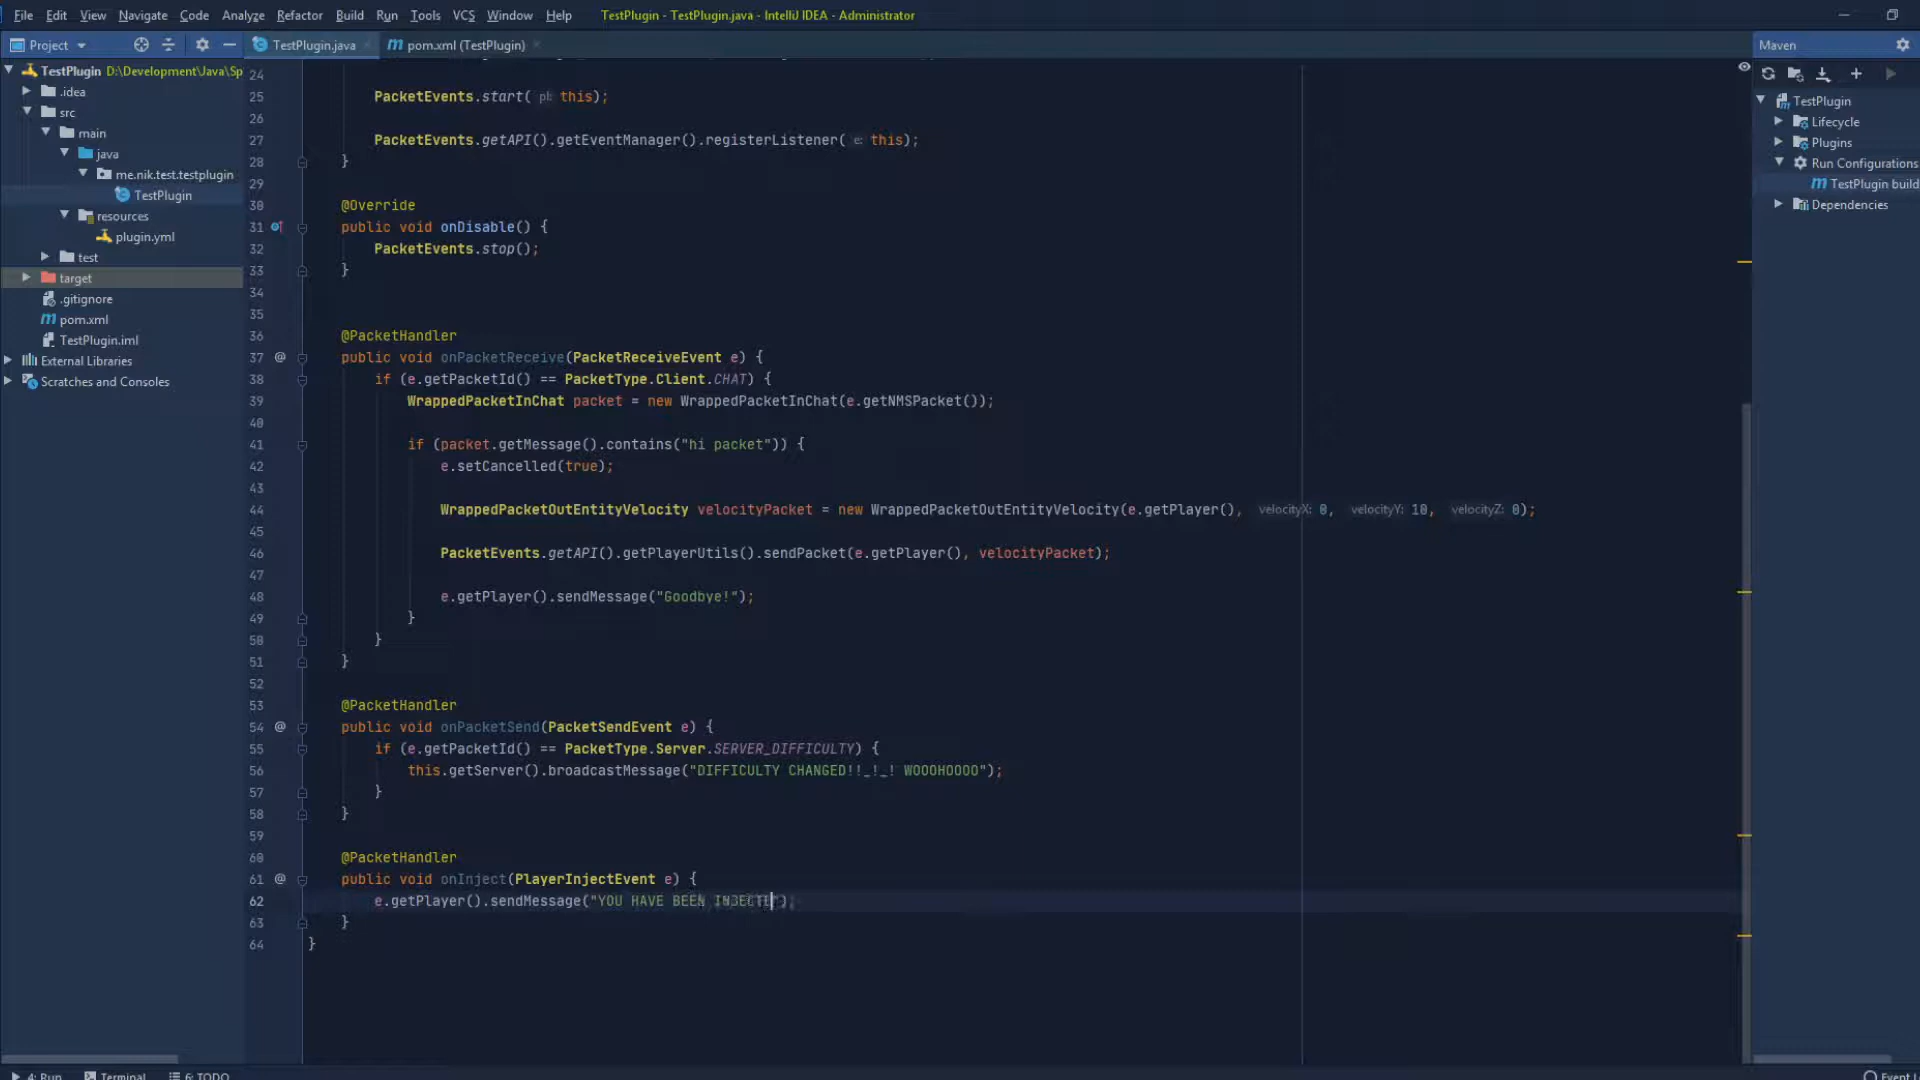 File Edit View Navigate Code Analyze Refactor Build Run Tools VCS Window Help TestPlugin - TestPlugin.java - IntelliJ IDEA - Administrator
Project TestPlugin.java pom.xml (TestPlugin) Maven
TestPlugin D:\Development\Java\Sp
.idea
src
main
java
me.nik.test.testplugin
TestPlugin
resources
plugin.yml
test
target
.gitignore
pom.xml
TestPlugin.iml
External Libraries
Scratches and Consoles
24
25 PacketEvents.start( pl: this);
26
27 PacketEvents.getAPI().getEventManager().registerListener( e: this);
28 }
29
30 @Override
31 public void onDisable() {
32 PacketEvents.stop();
33 }
34
35
36 @PacketHandler
37 @ public void onPacketReceive(PacketReceiveEvent e) {
38 if (e.getPacketId() == PacketType.Client.CHAT) {
39 WrappedPacketInChat packet = new WrappedPacketInChat(e.getNMSPacket());
40
41 if (packet.getMessage().contains("hi packet")) {
42 e.setCancelled(true);
43
44 WrappedPacketOutEntityVelocity velocityPacket = new WrappedPacketOutEntityVelocity(e.getPlayer(), velocityX: 0, velocityY: 10, velocityZ: 0);
45
46 PacketEvents.getAPI().getPlayerUtils().sendPacket(e.getPlayer(), velocityPacket);
47
48 e.getPlayer().sendMessage("Goodbye!");
49 }
50 }
51 }
52
53 @PacketHandler
54 @ public void onPacketSend(PacketSendEvent e) {
55 if (e.getPacketId() == PacketType.Server.SERVER_DIFFICULTY) {
56 this.getServer().broadcastMessage("DIFFICULTY CHANGED!!_!_! WOOOHOOOO");
57 }
58 }
59
60 @PacketHandler
61 @ public void onInject(PlayerInjectEvent e) {
62 e.getPlayer().sendMessage("YOU HAVE BEEN INJECTE");
63 }
64 }
TestPlugin
Lifecycle
Plugins
Run Configurations
TestPlugin build
Dependencies
4: Run Terminal 6: TODO Event L